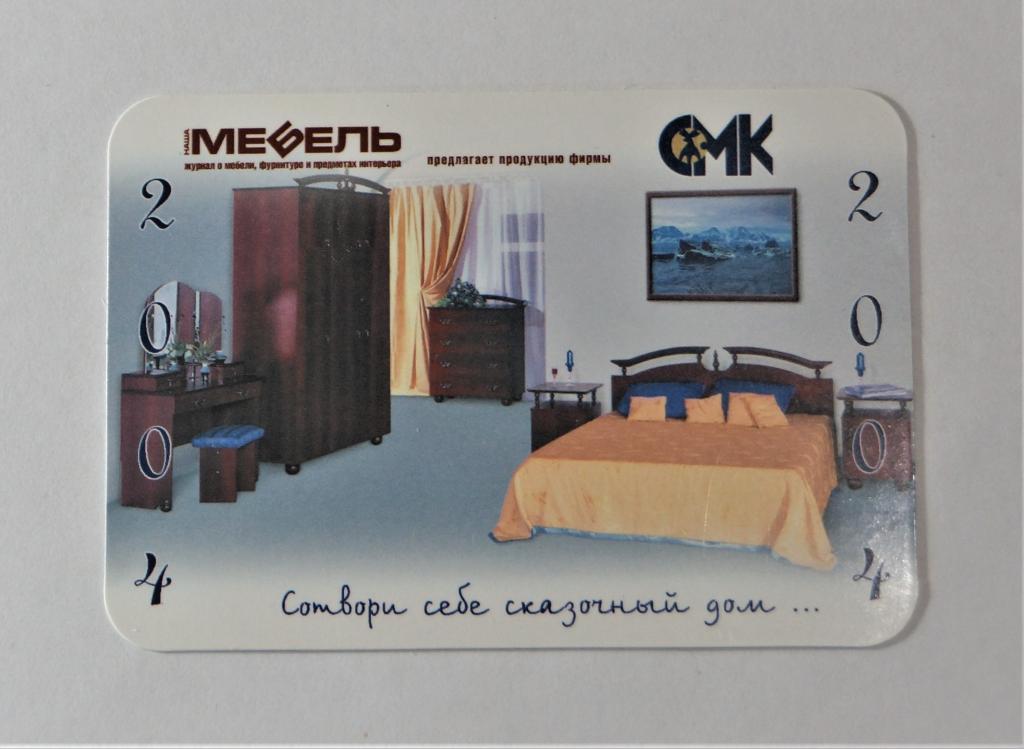 НАША МЕБЕЛЬ
журнал о мебели, фурнитуре и предметах интерьера
предлагает продукцию фирмы
СМК
2 2
0 0
0 0
4 4
Сотвори себе сказочный дом ...